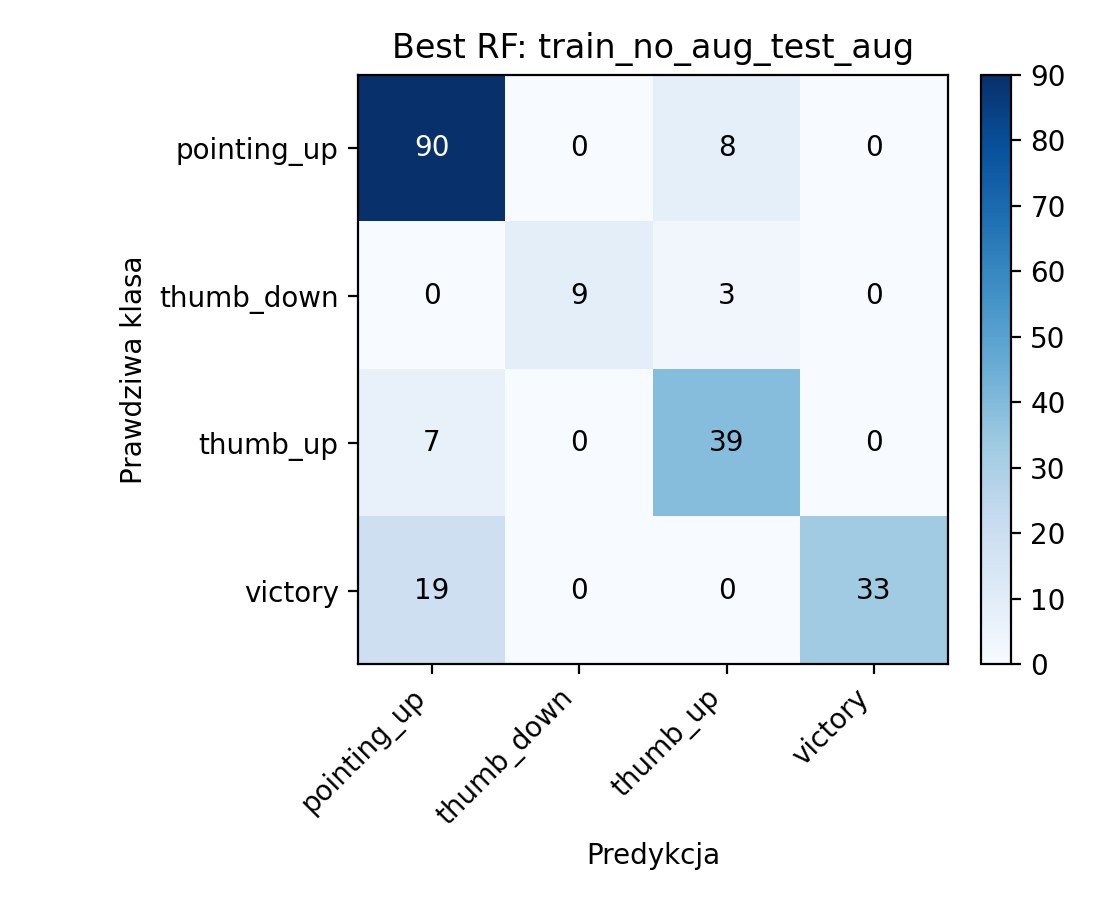 Best RF: train_no_aug_test_aug
Prawdziwa klasa
pointing_up 90 0 8 0
thumb_down 0 9 3 0
thumb_up 7 0 39 0
victory 19 0 0 33
pointing_up thumb_down thumb_up victory
Predykcja
90
80
70
60
50
40
30
20
10
0